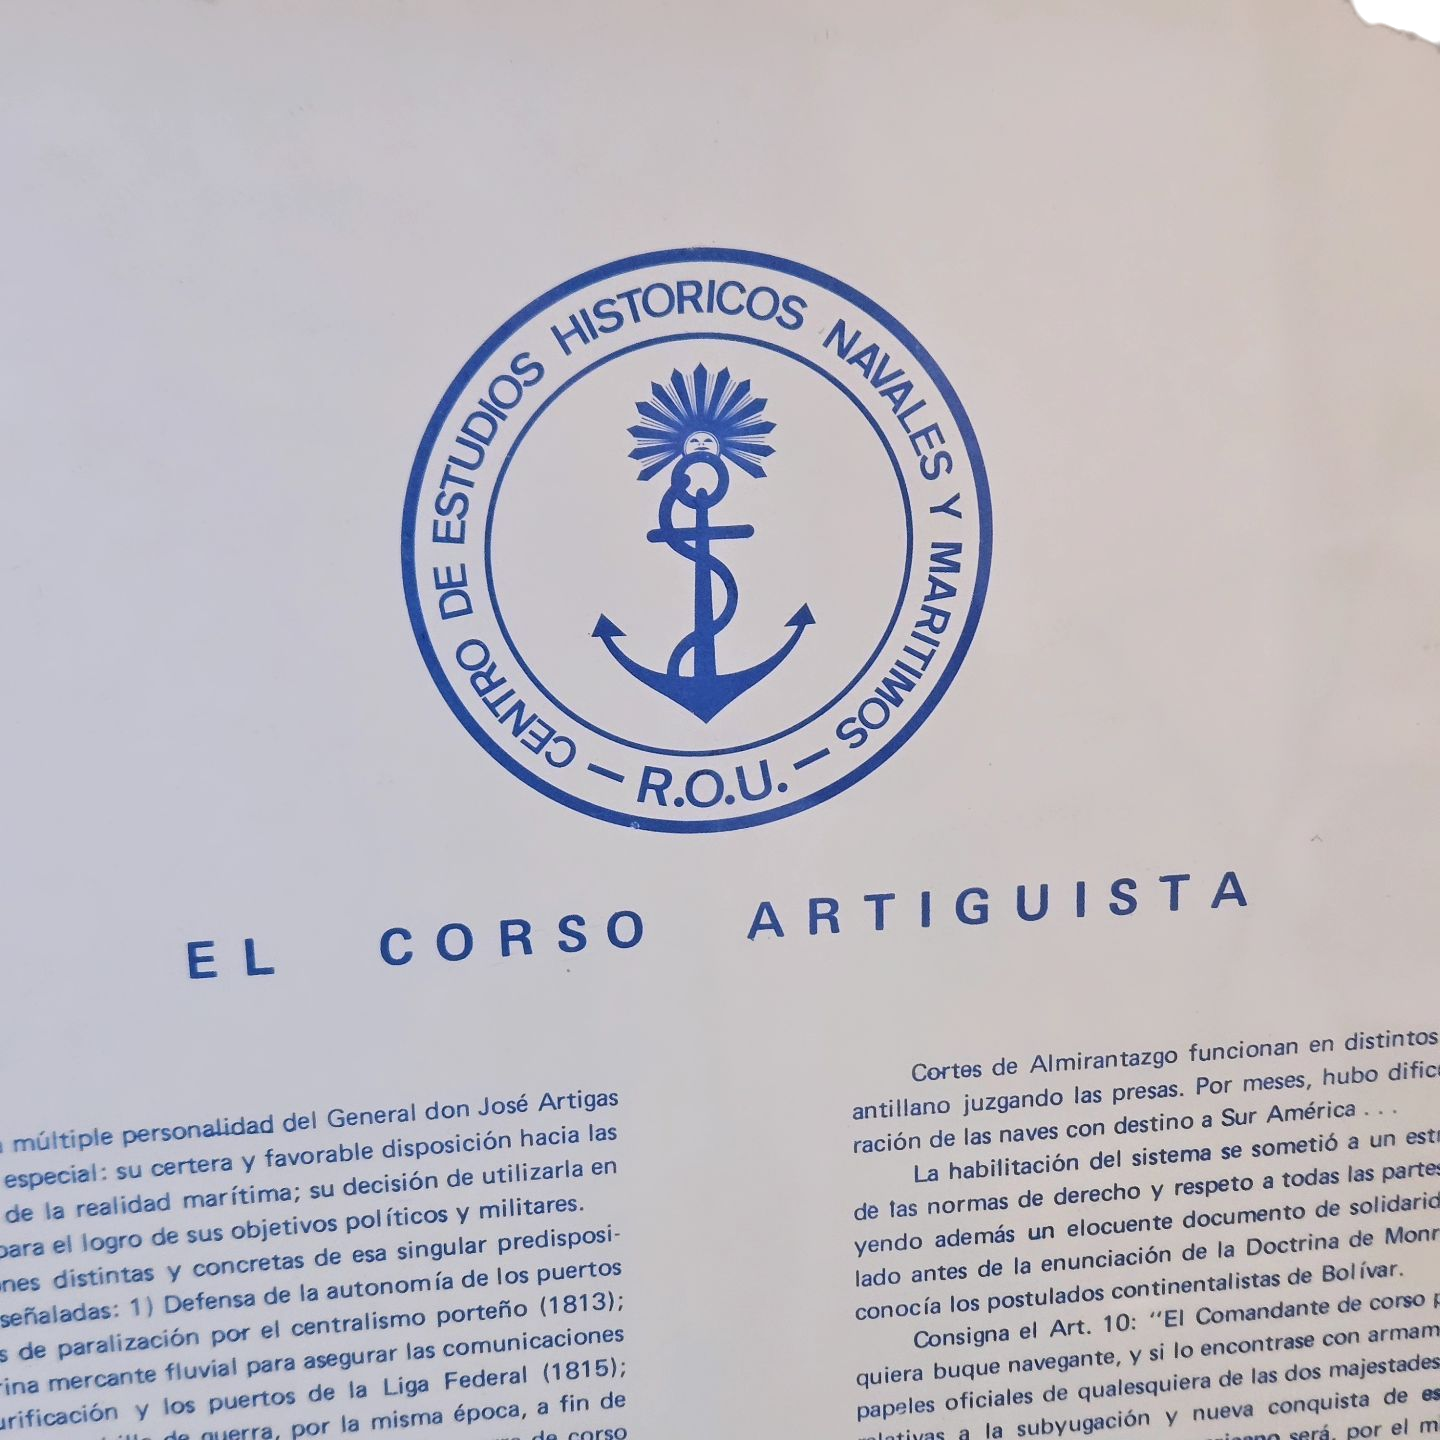 CENTRO DE ESTUDIOS HISTORICOS NAVALES Y MARITIMOS
— R.O.U. —
EL CORSO ARTIGUISTA
múltiple personalidad del General don José Artigas
especial: su certera y favorable disposición hacia las
de la realidad marítima; su decisión de utilizarla en
para el logro de sus objetivos políticos y militares.
distintas y concretas de esa singular predisposi-
señaladas: 1) Defensa de la autonomía de los puertos
de paralización por el centralismo porteño (1813);
mercante fluvial para asegurar las comunicaciones
y los puertos de la Liga Federal (1815);
de guerra, por la misma época, a fin de
de corso
Cortes de Almirantazgo funcionan en distintos
antillano juzgando las presas. Por meses, hubo
ración de las naves con destino a Sur América . . .
La habilitación del sistema se sometió a un
de las normas de derecho y respeto a todas las partes
yendo además un elocuente documento de
lado antes de la enunciación de la Doctrina de
conocía los postulados continentalistas de Bolívar.
Consigna el Art. 10: "El Comandante de corso
quiera buque navegante, y si lo encontrase con
papeles oficiales de qualesquiera de las dos majestades
relativas a la subyugación y nueva conquista de
será, por el